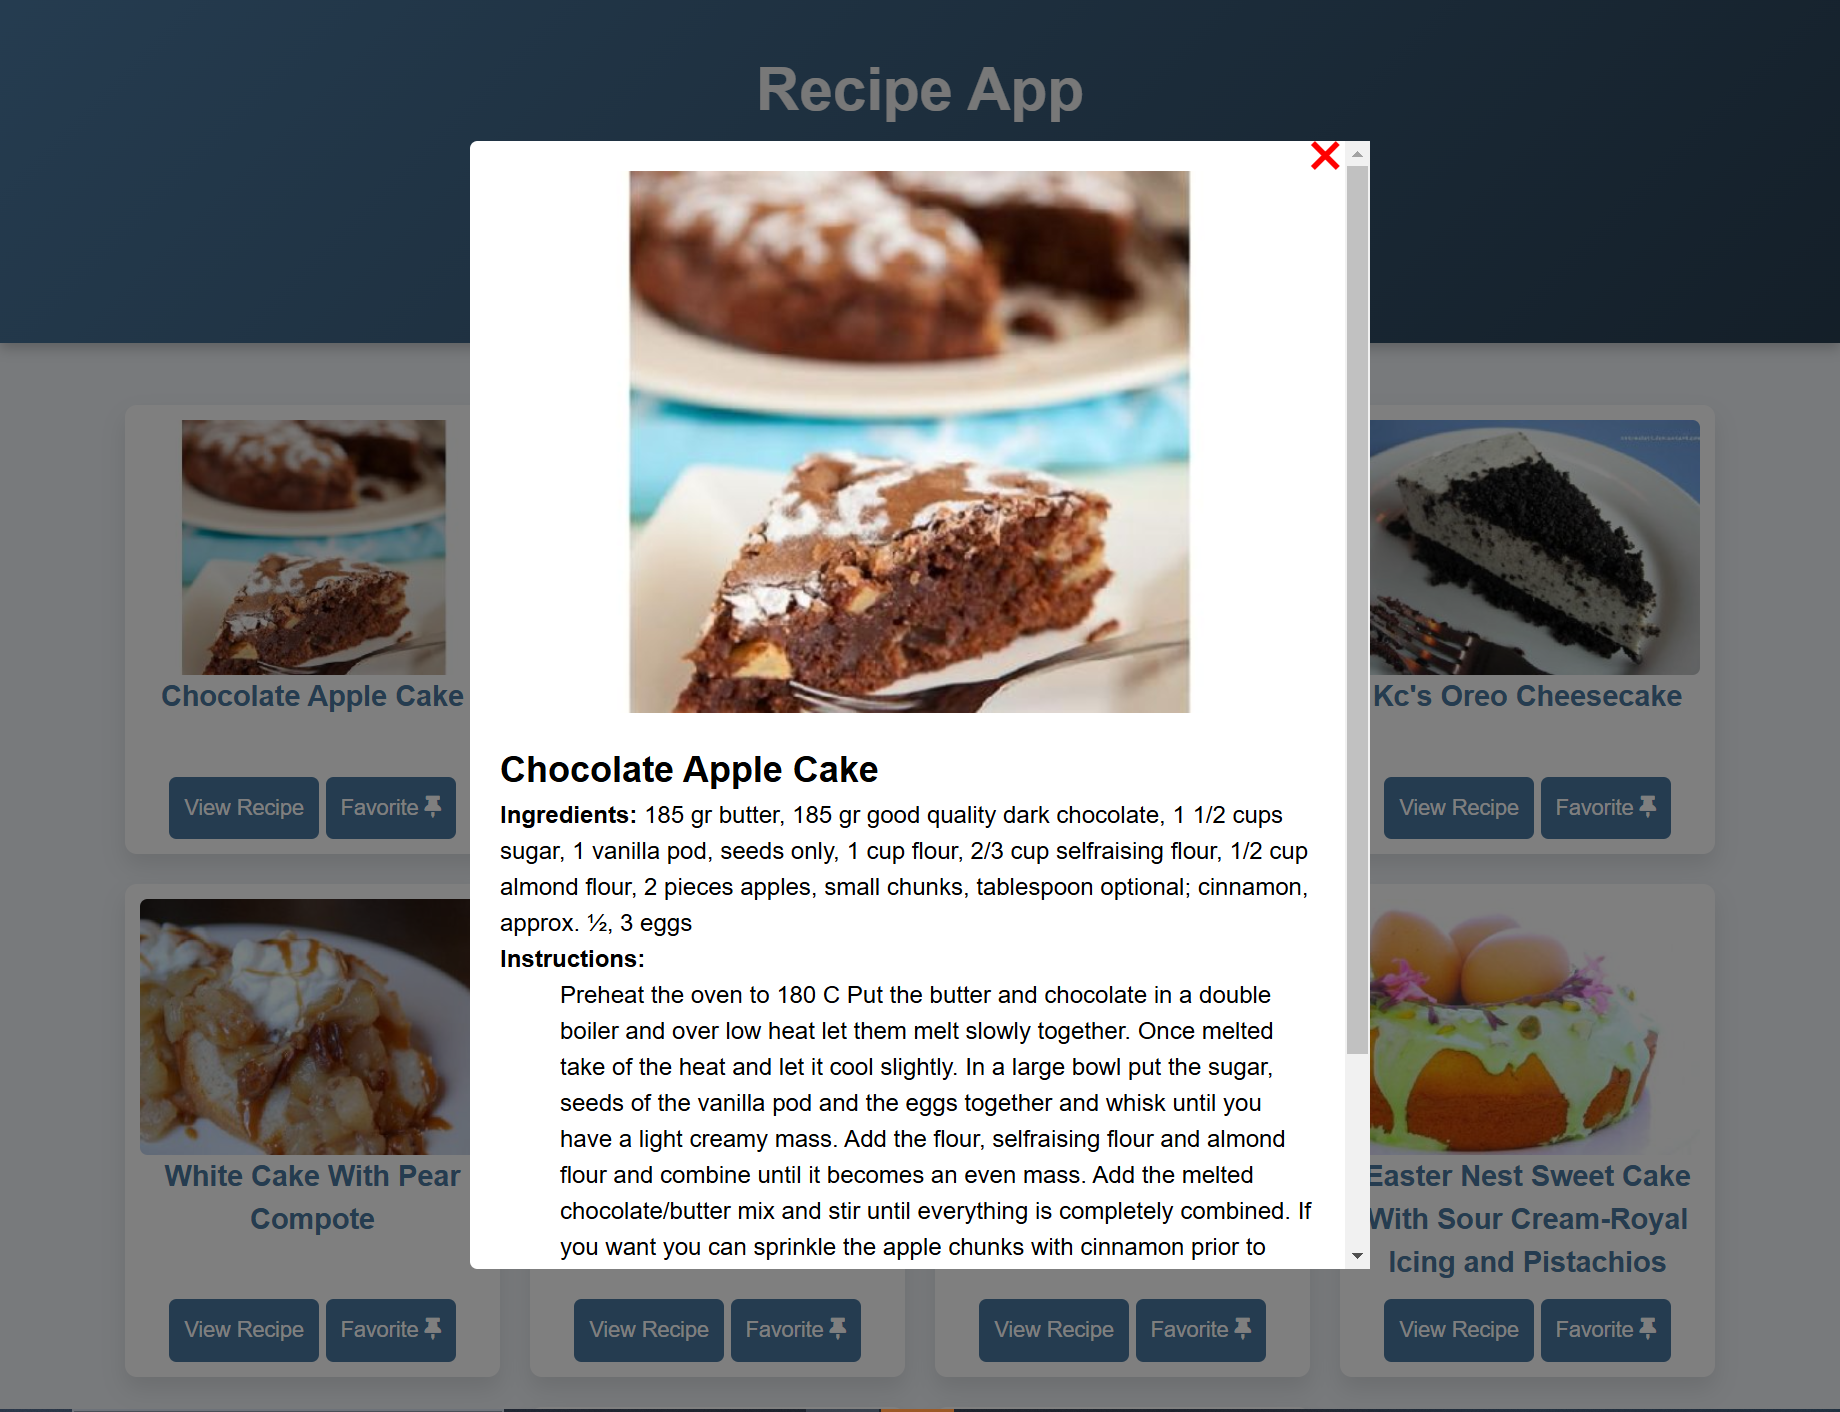 Recipe App
Chocolate Apple Cake
Ingredients: 185 gr butter, 185 gr good quality dark chocolate, 1 1/2 cups
sugar, 1 vanilla pod, seeds only, 1 cup flour, 2/3 cup selfraising flour, 1/2 cup
almond flour, 2 pieces apples, small chunks, tablespoon optional; cinnamon,
approx. ½, 3 eggs
Instructions:
Preheat the oven to 180 C Put the butter and chocolate in a double
boiler and over low heat let them melt slowly together. Once melted
take of the heat and let it cool slightly. In a large bowl put the sugar,
seeds of the vanilla pod and the eggs together and whisk until you
have a light creamy mass. Add the flour, selfraising flour and almond
flour and combine until it becomes an even mass. Add the melted
chocolate/butter mix and stir until everything is completely combined. If
you want you can sprinkle the apple chunks with cinnamon prior to
Chocolate Apple Cake
View Recipe
Favorite
Kc's Oreo Cheesecake
View Recipe
Favorite
White Cake With Pear
Compote
View Recipe
Favorite
View Recipe
Favorite
View Recipe
Favorite
Easter Nest Sweet Cake
With Sour Cream-Royal
Icing and Pistachios
View Recipe
Favorite